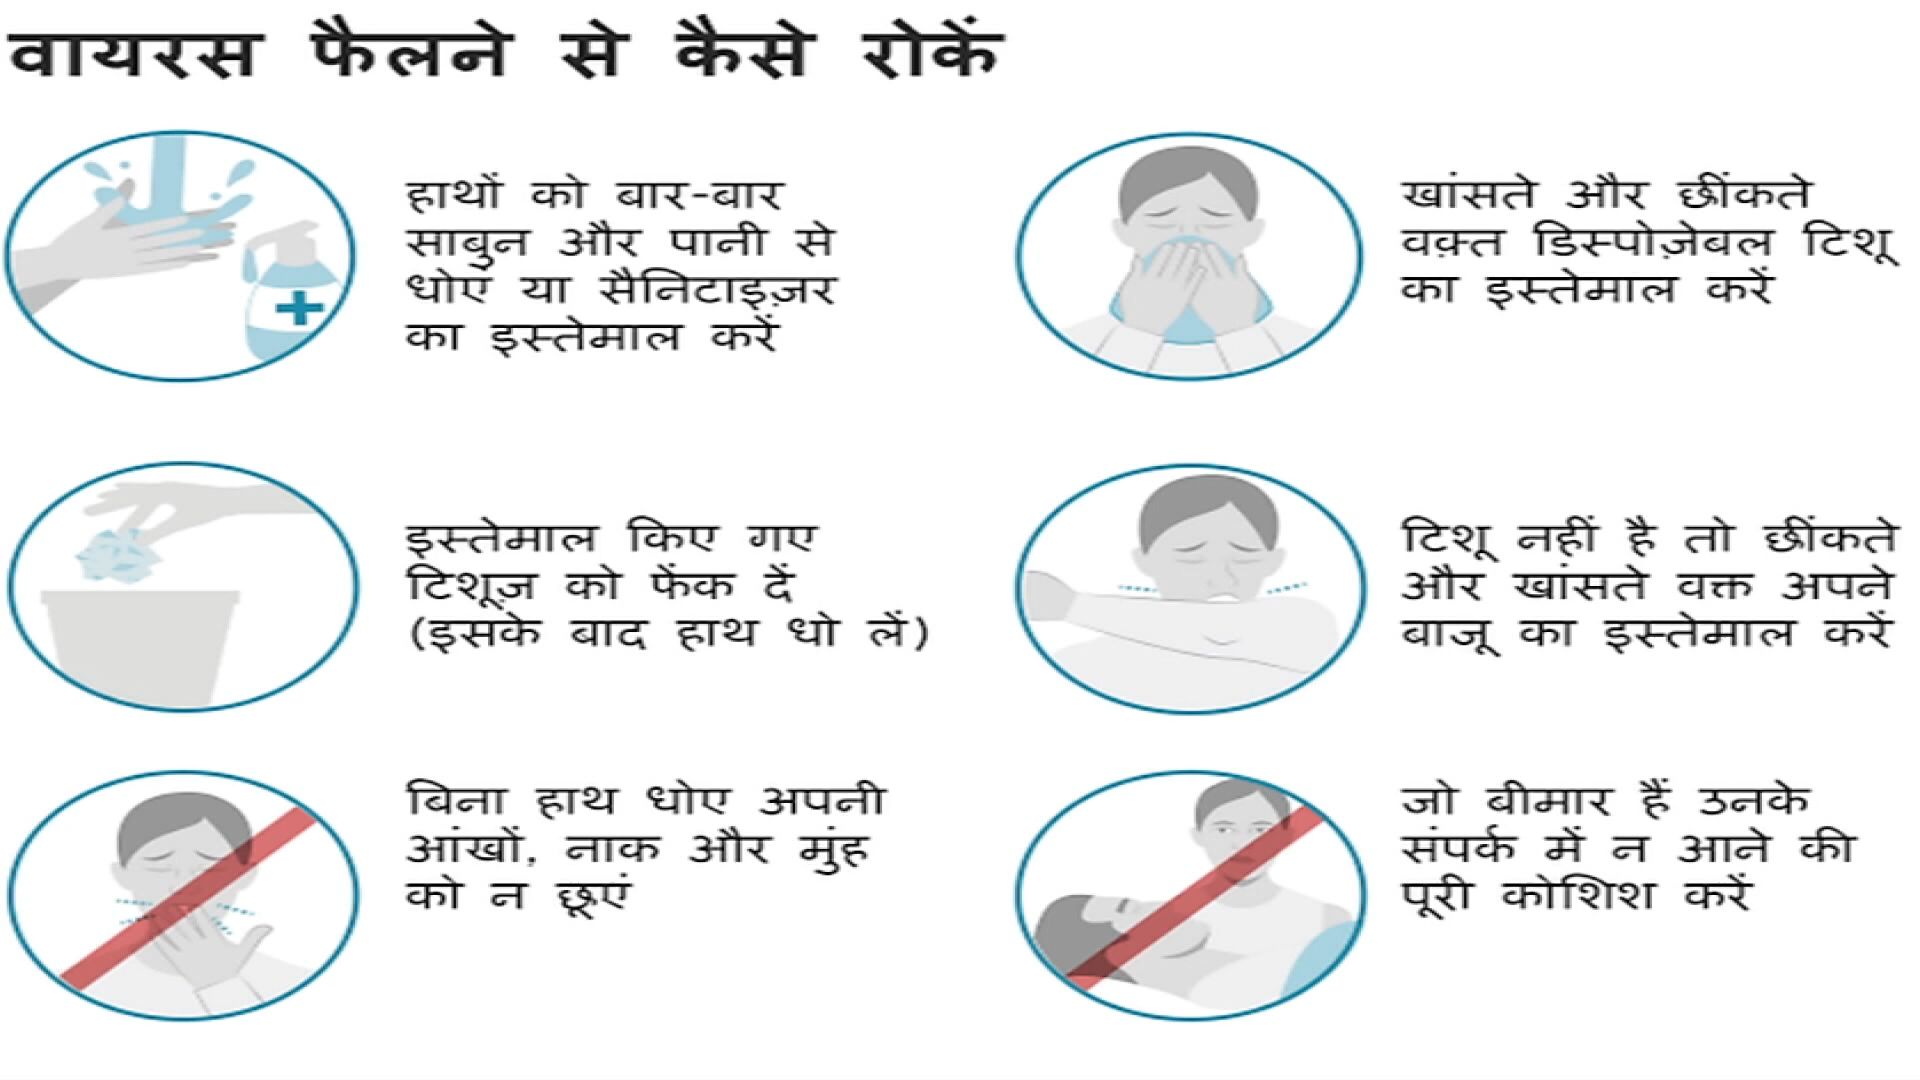 वायरस फैलने से कैसे रोकें
हाथों को बार-बार
साबुन और पानी से
धोएं या सैनिटाइज़र
का इस्तेमाल करें
खांसते और छींकते
वक़्त डिस्पोज़ेबल टिशू
का इस्तेमाल करें
इस्तेमाल किए गए
टिशूज़ को फेंक दें
(इसके बाद हाथ धो लें)
टिशू नहीं है तो छींकते
और खांसते वक्त अपने
बाजू का इस्तेमाल करें
बिना हाथ धोए अपनी
आंखों, नाक और मुंह
को न छूएं
जो बीमार हैं उनके
संपर्क में न आने की
पूरी कोशिश करें